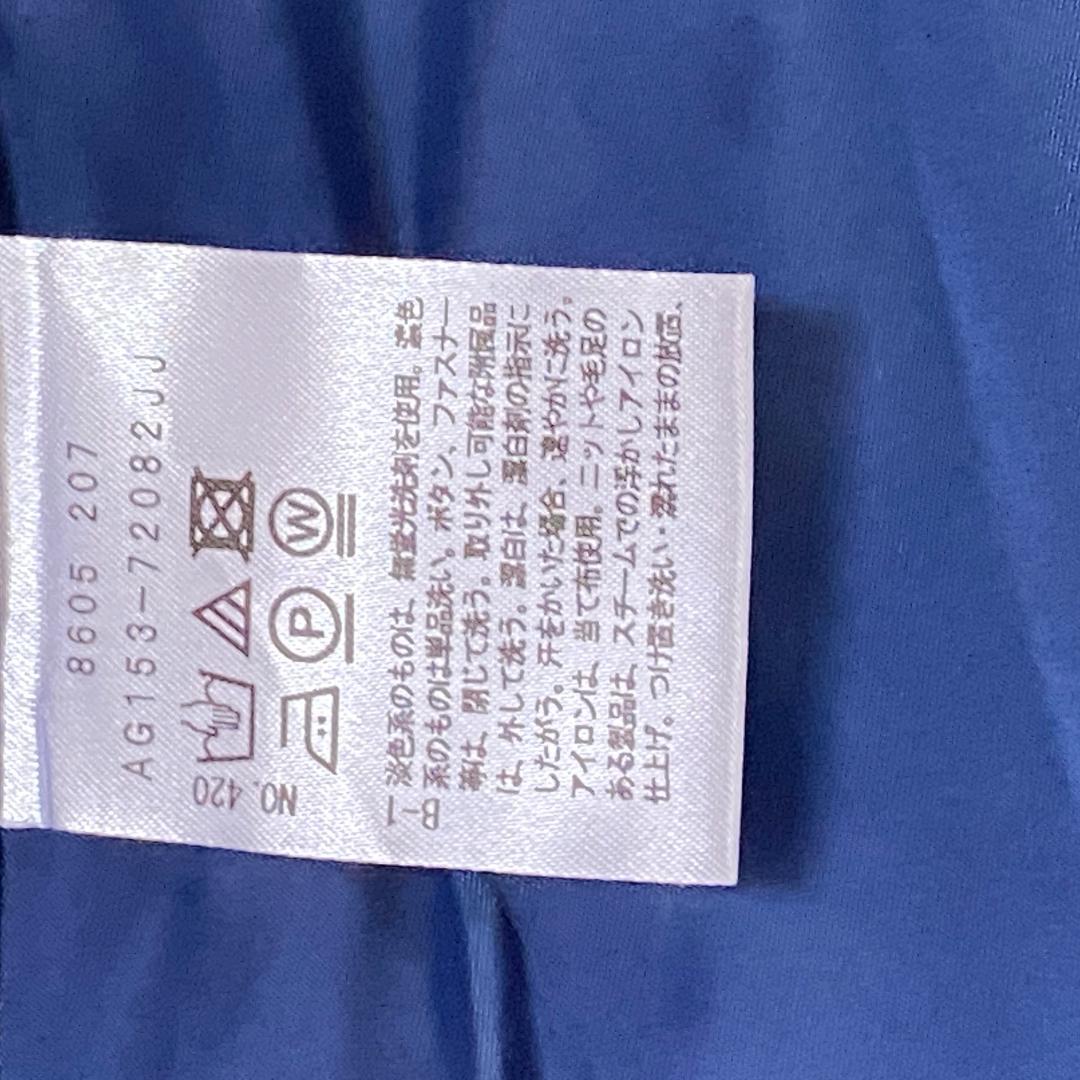 8605 207
AG153-72082JJ
NO. 420
P
W
淡色系のものは、無蛍光洗剤を使用。濃色
系のものは単品洗い。ボタン、ファスナー
等は、閉じて洗う。取り外し可能な附属品
は、外して洗う。漂白は、漂白剤の指示に
したがう。汗をかいた場合、速やかに洗う。
アイロンは、当て布使用。ニットや毛足の
ある製品は、スチームでの浮かしアイロン
仕上げ。つけ置き洗い・濡れたままの放置、